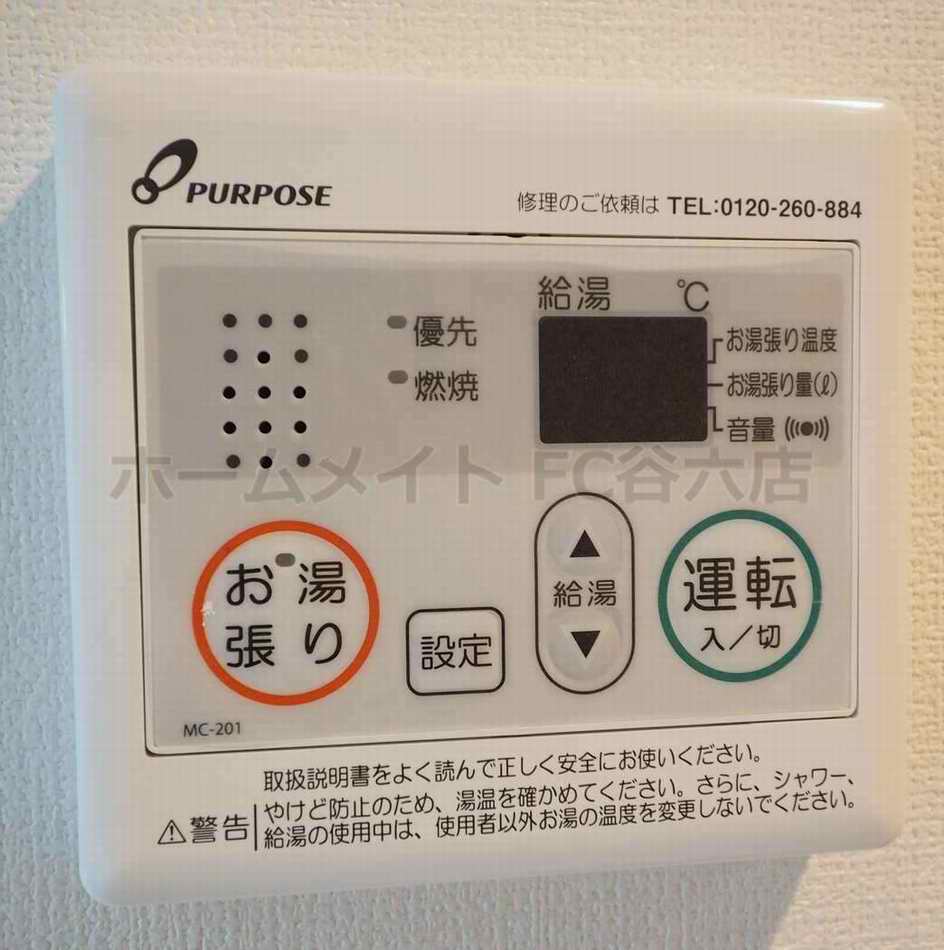 PURPOSE
修理のご依頼は TEL:0120-260-884
給湯 ℃
優先
燃焼
お湯張り温度
お湯張り量(ℓ)
音量
ホームメイト FC谷六店
お湯
張り
設定
▲
給湯
▼
運転
入/切
MC-201
取扱説明書をよく読んで正しく安全にお使いください。
⚠警告
やけど防止のため、湯温を確かめてください。さらに、シャワー、
給湯の使用中は、使用者以外お湯の温度を変更しないでください。